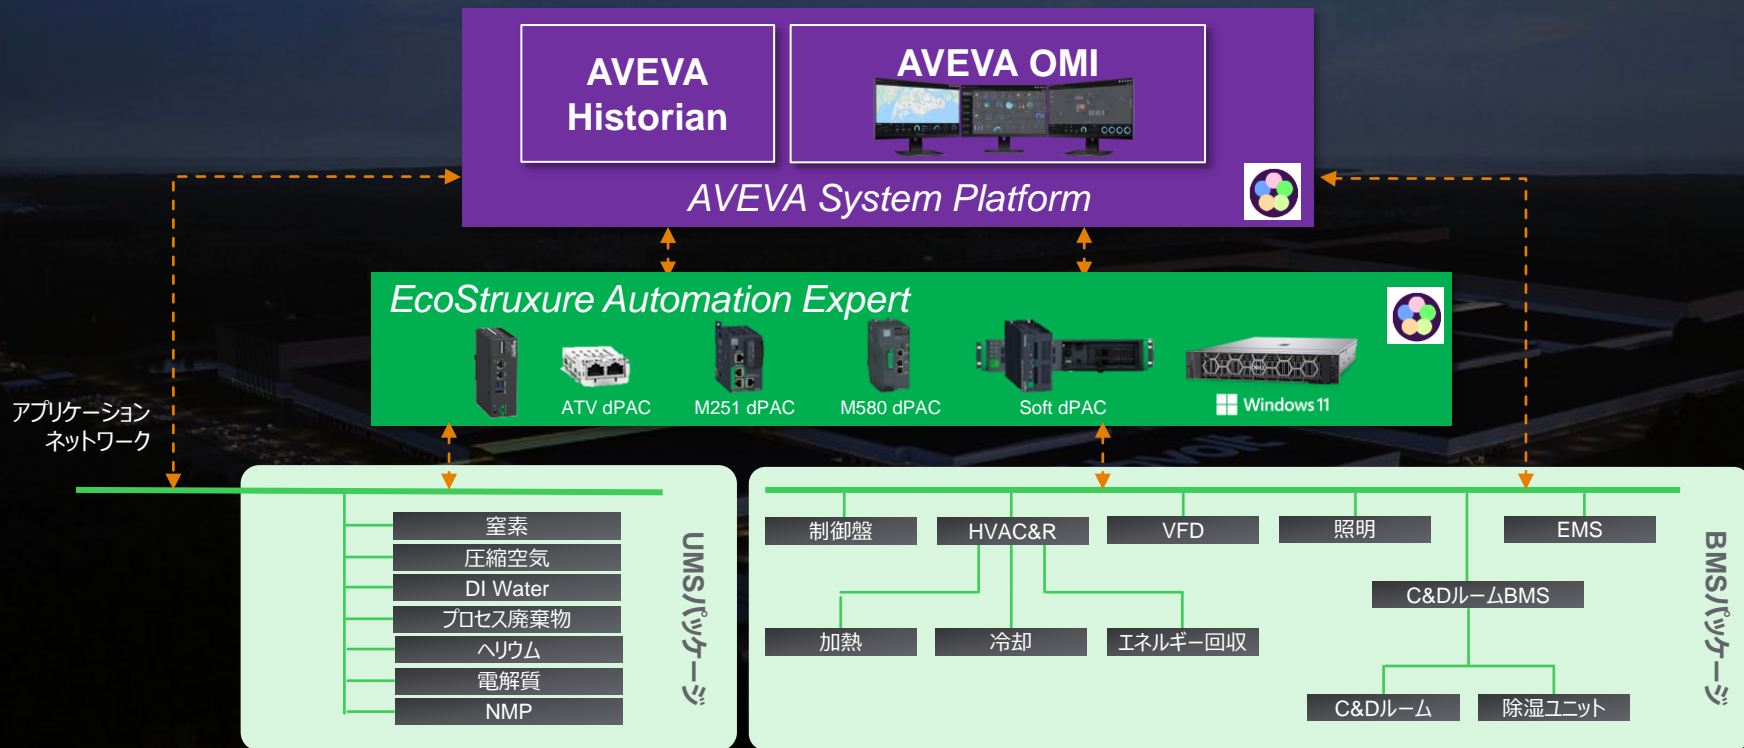 AVEVA
Historian
AVEVA OMI
AVEVA System Platform
EcoStruxure Automation Expert
ATV dPAC
M251 dPAC
M580 dPAC
Soft dPAC
Windows 11
アプリケーション
ネットワーク
窒素
圧縮空気
DI Water
プロセス廃棄物
ヘリウム
電解質
NMP
UMSパッケージ
制御盤
HVAC&R
VFD
照明
EMS
C&DルームBMS
加熱
冷却
エネルギー回収
C&Dルーム
除湿ユニット
BMSパッケージ